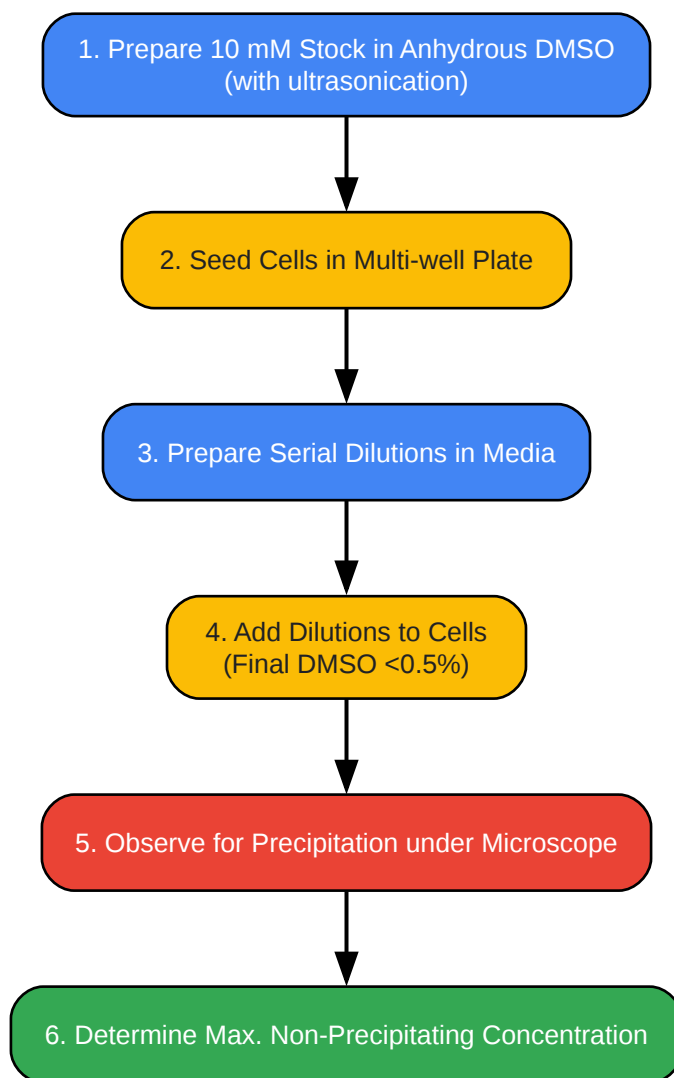 1. Prepare 10 mM Stock in Anhydrous DMSO
(with ultrasonication)
2. Seed Cells in Multi-well Plate
3. Prepare Serial Dilutions in Media
4. Add Dilutions to Cells
(Final DMSO <0.5%)
5. Observe for Precipitation under Microscope
6. Determine Max. Non-Precipitating Concentration